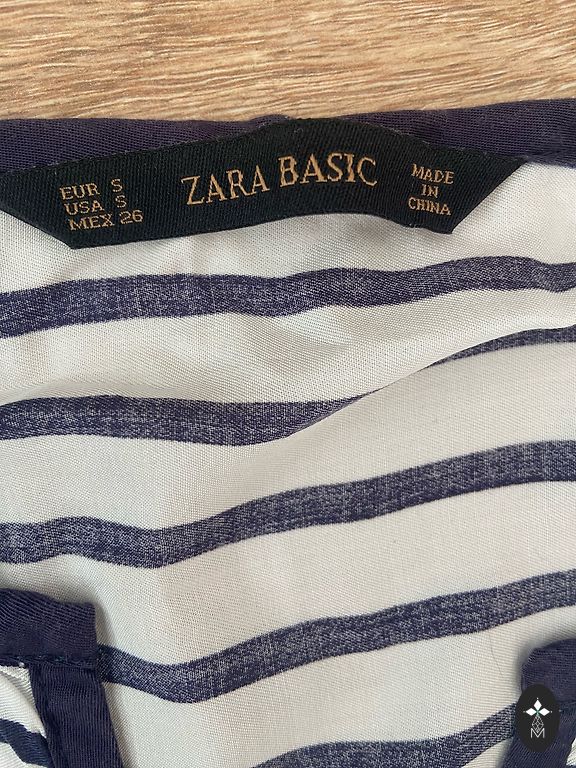 EUR S
USA S
MEX 26
ZARA BASIC
MADE
IN
CHINA
M